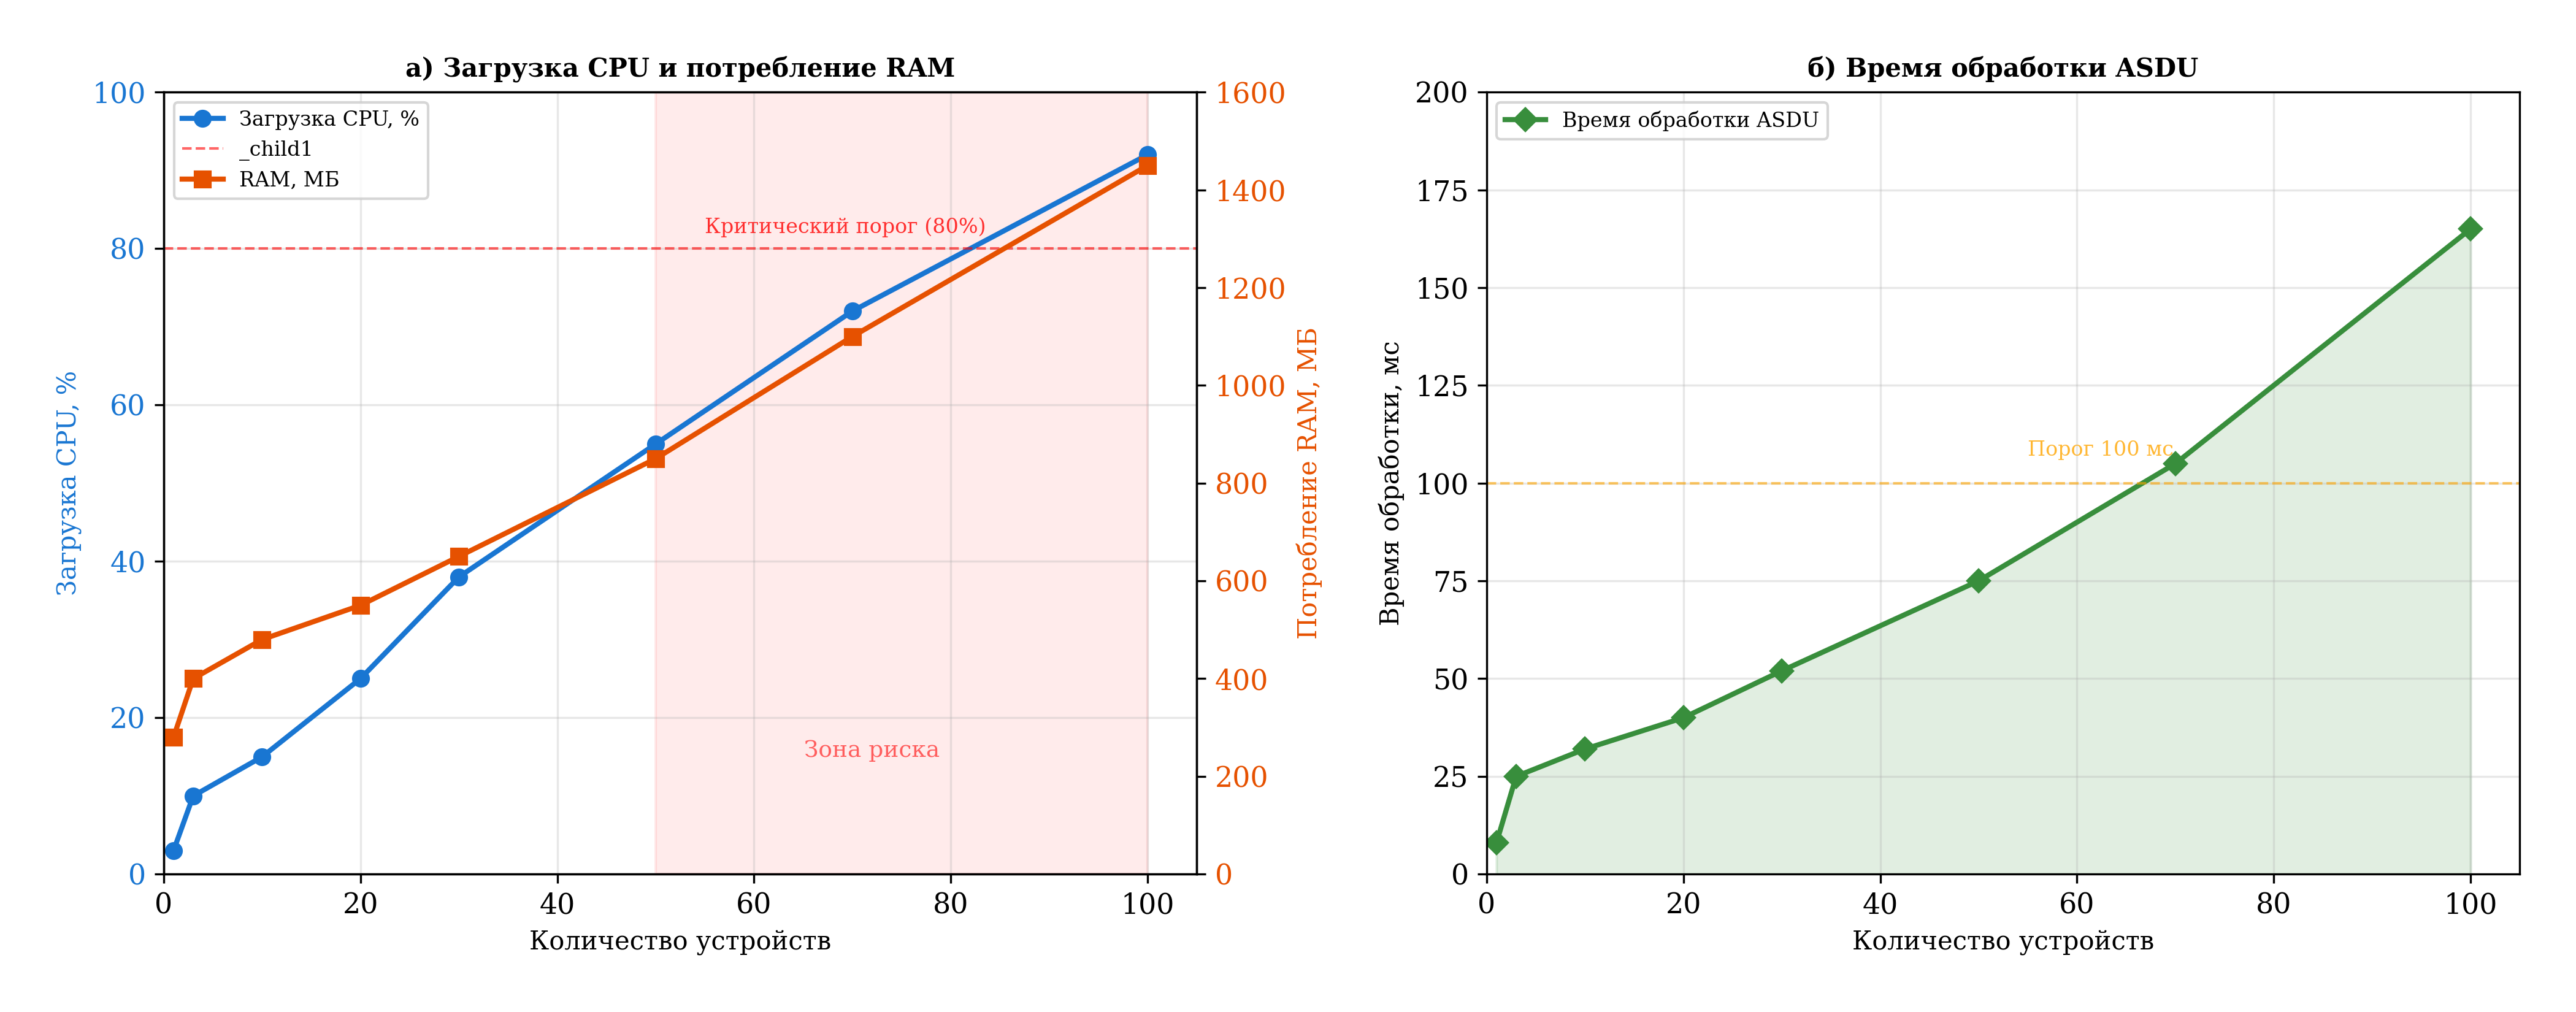 а) Загрузка CPU и потребление RAM
Загрузка CPU, %
_child1
RAM, МБ
Критический порог (80%)
Зона риска
100
80
60
40
20
0
Загрузка CPU, %
1600
1400
1200
1000
800
600
400
200
0
Потребление RAM, МБ
0 20 40 60 80 100
Количество устройств
б) Время обработки ASDU
Время обработки ASDU
Порог 100 мс
200
175
150
125
100
75
50
25
0
Время обработки, мс
0 20 40 60 80 100
Количество устройств